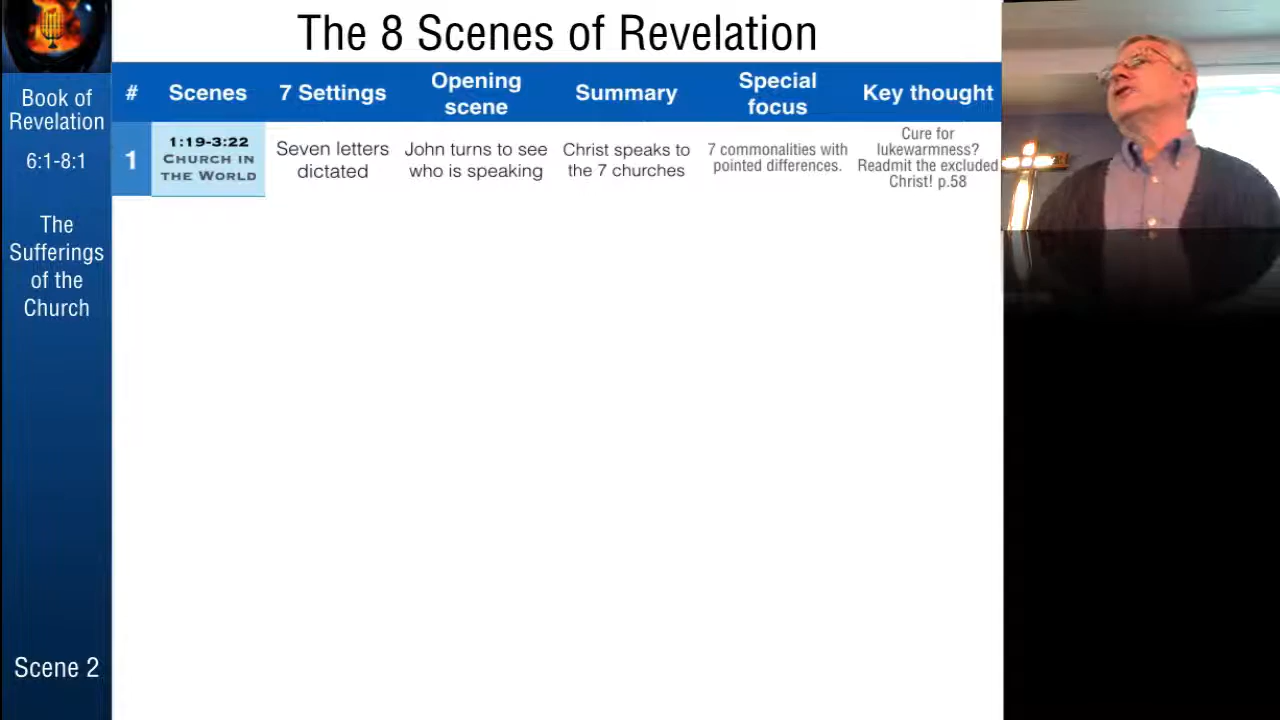 The 8 Scenes of Revelation
Book of
Revelation
6:1-8:1
The
Sufferings
of the
Church
Scene 2
#
Scenes
7 Settings
Opening
scene
Summary
Special
focus
Key thought
1
1:19-3:22
Church in
the World
Seven letters
dictated
John turns to see
who is speaking
Christ speaks to
the 7 churches
7 commonalities with
pointed differences.
Cure for
lukewarmness?
Readmit the excluded
Christ! p.58